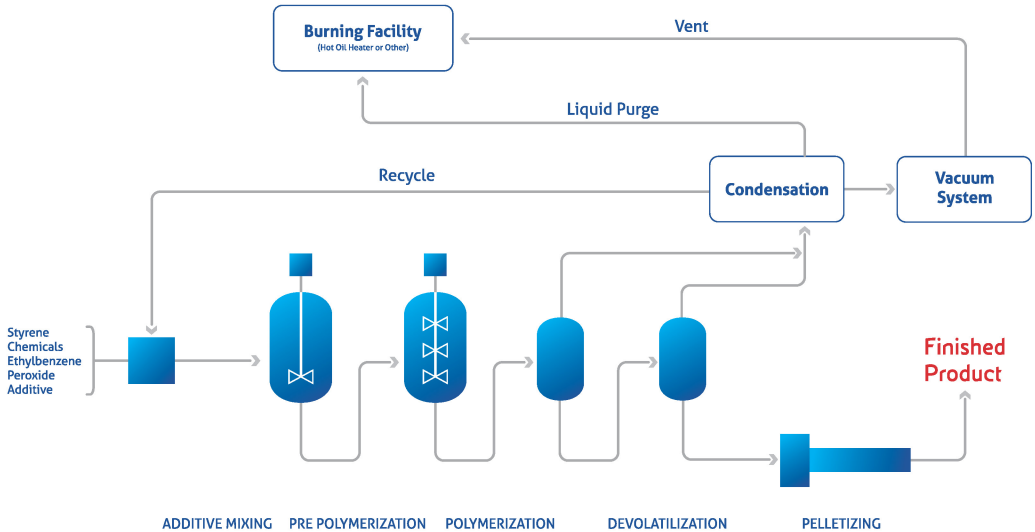 Burning Facility
(Hot Oil Heater or Other)
Vent
Liquid Purge
Recycle
Condensation
Vacuum
System
Styrene
Chemicals
Ethylbenzene
Peroxide
Additive
Finished
Product
ADDITIVE MIXING
PRE POLYMERIZATION
POLYMERIZATION
DEVOLATILIZATION
PELLETIZING